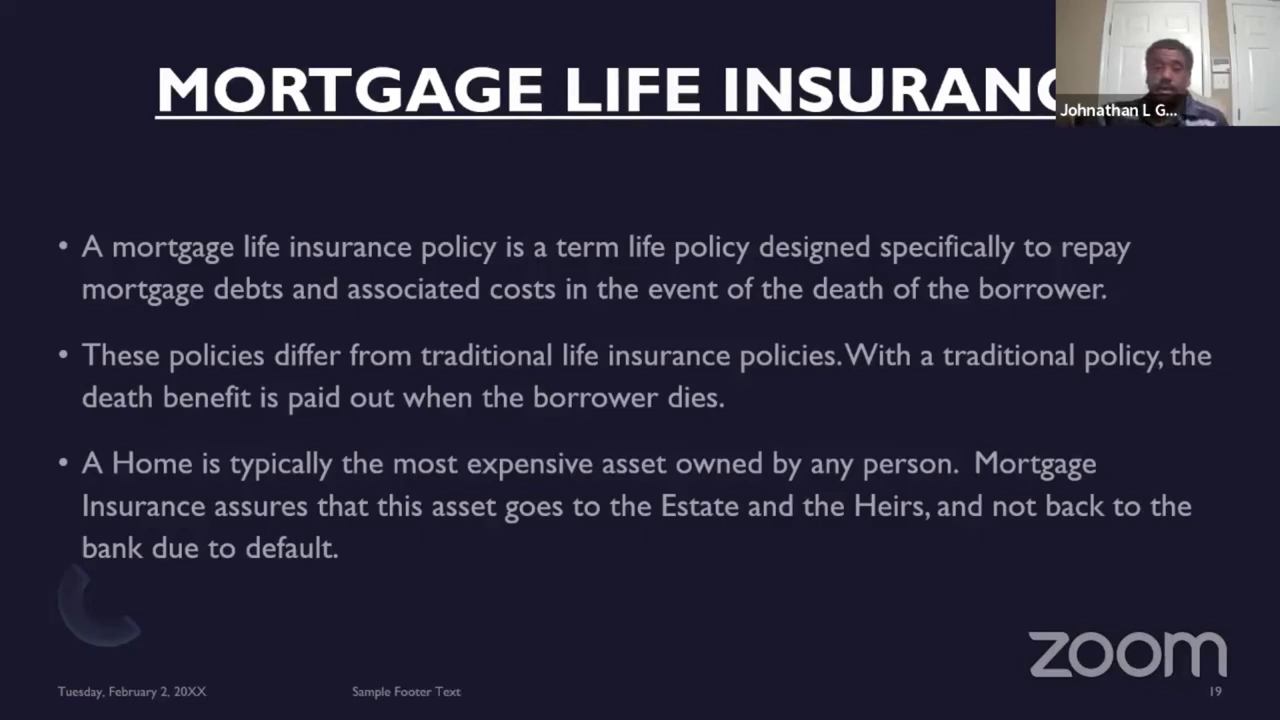 MORTGAGE LIFE INSURANC
Johnathan L G...
• A mortgage life insurance policy is a term life policy designed specifically to repay
mortgage debts and associated costs in the event of the death of the borrower.
• These policies differ from traditional life insurance policies. With a traditional policy, the
death benefit is paid out when the borrower dies.
• A Home is typically the most expensive asset owned by any person. Mortgage
Insurance assures that this asset goes to the Estate and the Heirs, and not back to the
bank due to default.
zoom
Tuesday, February 2, 20XX
Sample Footer Text
19